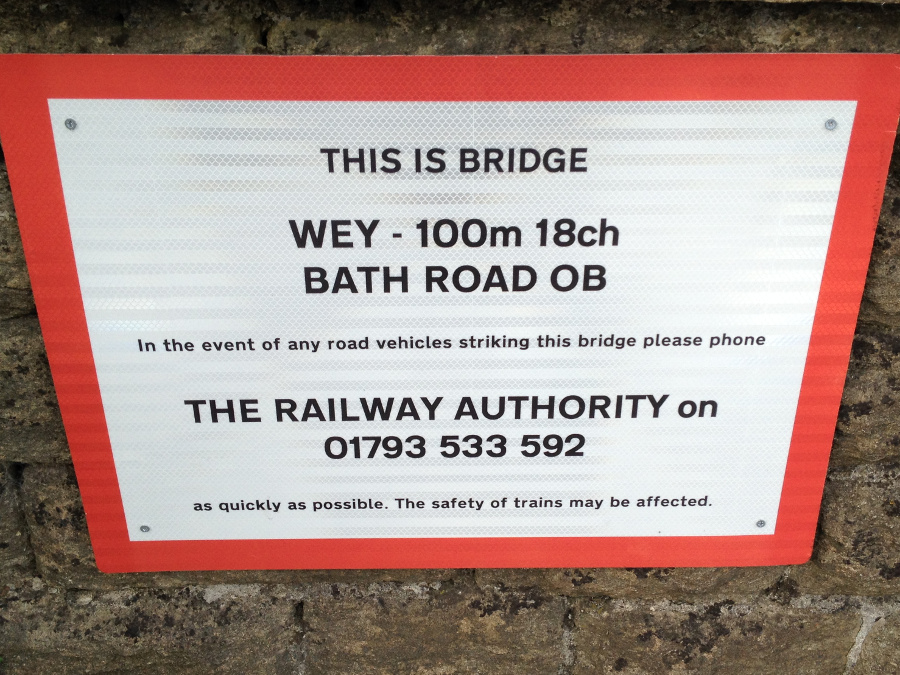 THIS IS BRIDGE
WEY - 100m 18ch
BATH ROAD OB
In the event of any road vehicles striking this bridge please phone
THE RAILWAY AUTHORITY on
01793 533 592
as quickly as possible. The safety of trains may be affected.